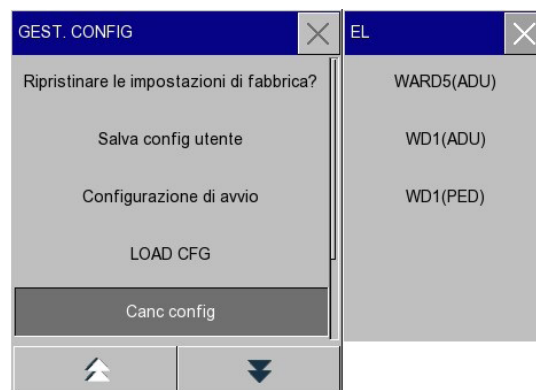 GEST. CONFIG
Ripristinare le impostazioni di fabbrica?
Salva config utente
Configurazione di avvio
LOAD CFG
Canc config
EL
WARD5(ADU)
WD1(ADU)
WD1(PED)